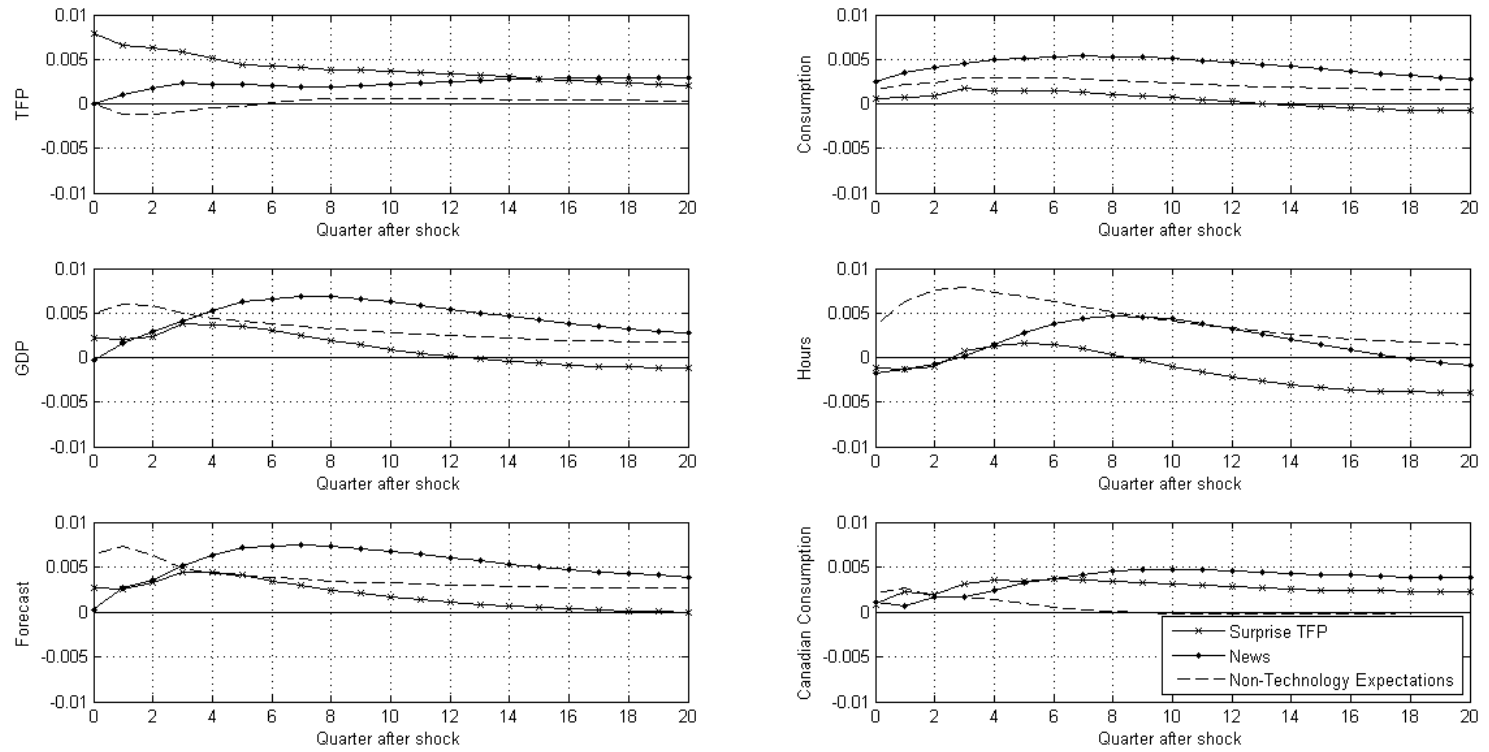 0.01
0.005
0
-0.005
-0.01
TFP
0 2 4 6 8 10 12 14 16 18 20
Quarter after shock
0.01
0.005
0
-0.005
-0.01
Consumption
0 2 4 6 8 10 12 14 16 18 20
Quarter after shock
0.01
0.005
0
-0.005
-0.01
GDP
0 2 4 6 8 10 12 14 16 18 20
Quarter after shock
0.01
0.005
0
-0.005
-0.01
Hours
0 2 4 6 8 10 12 14 16 18 20
Quarter after shock
0.01
0.005
0
-0.005
-0.01
Forecast
0 2 4 6 8 10 12 14 16 18 20
Quarter after shock
0.01
0.005
0
-0.005
-0.01
Canadian Consumption
Surprise TFP
News
Non-Technology Expectations
0 2 4 6 8 10 12 14 16 18 20
Quarter after shock